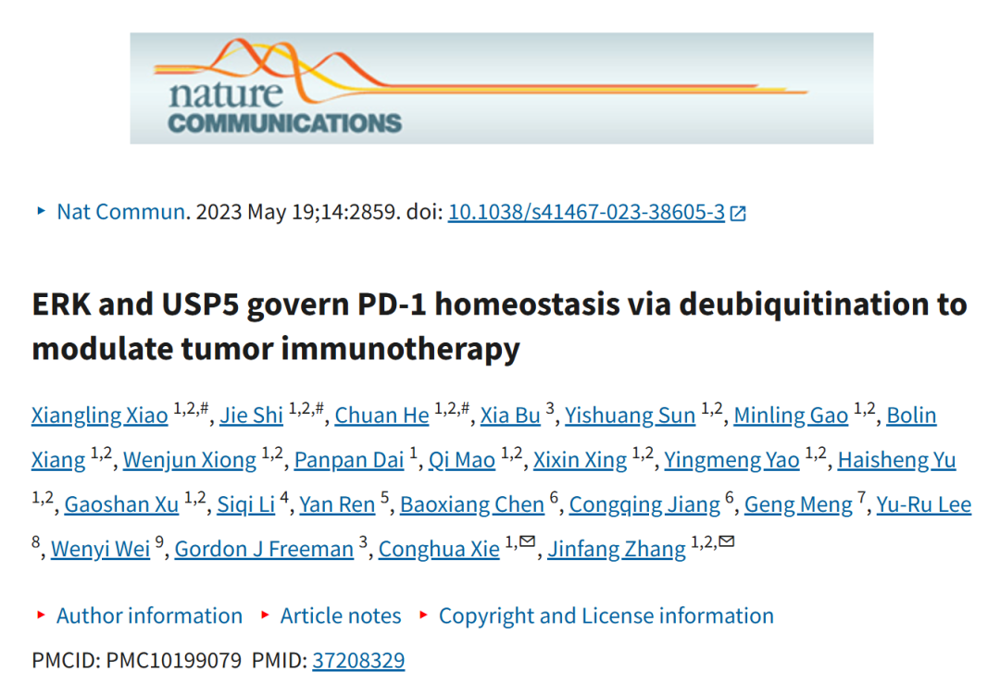 nature
COMMUNICATIONS
Nat Commun. 2023 May 19;14:2859. doi: 10.1038/s41467-023-38605-3
ERK and USP5 govern PD-1 homeostasis via deubiquitination to
modulate tumor immunotherapy
Xiangling Xiao 1,2,#, Jie Shi 1,2,#, Chuan He 1,2,#, Xia Bu 3, Yishuang Sun 1,2, Minling Gao 1,2, Bolin
Xiang 1,2, Wenjun Xiong 1,2, Panpan Dai 1, Qi Mao 1,2, Xixin Xing 1,2, Yingmeng Yao 1,2, Haisheng Yu
1,2, Gaoshan Xu 1,2, Siqi Li 4, Yan Ren 5, Baoxiang Chen 6, Congqing Jiang 6, Geng Meng 7, Yu-Ru Lee
8, Wenyi Wei 9, Gordon J Freeman 3, Conghua Xie 1,✉, Jinfang Zhang 1,2,✉
Author information Article notes Copyright and License information
PMCID: PMC10199079 PMID: 37208329